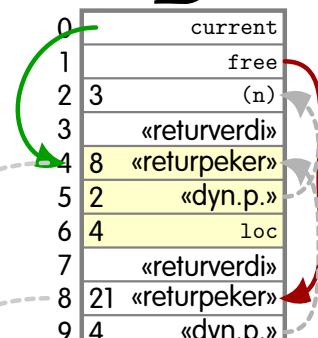 0 current
1 free
2 3 (n)
3 «returverdi»
4 8 «returpeker»
5 2 «dyn.p.»
6 4 loc
7 «returverdi»
8 21 «returpeker»
9 4 «dyn.p.»